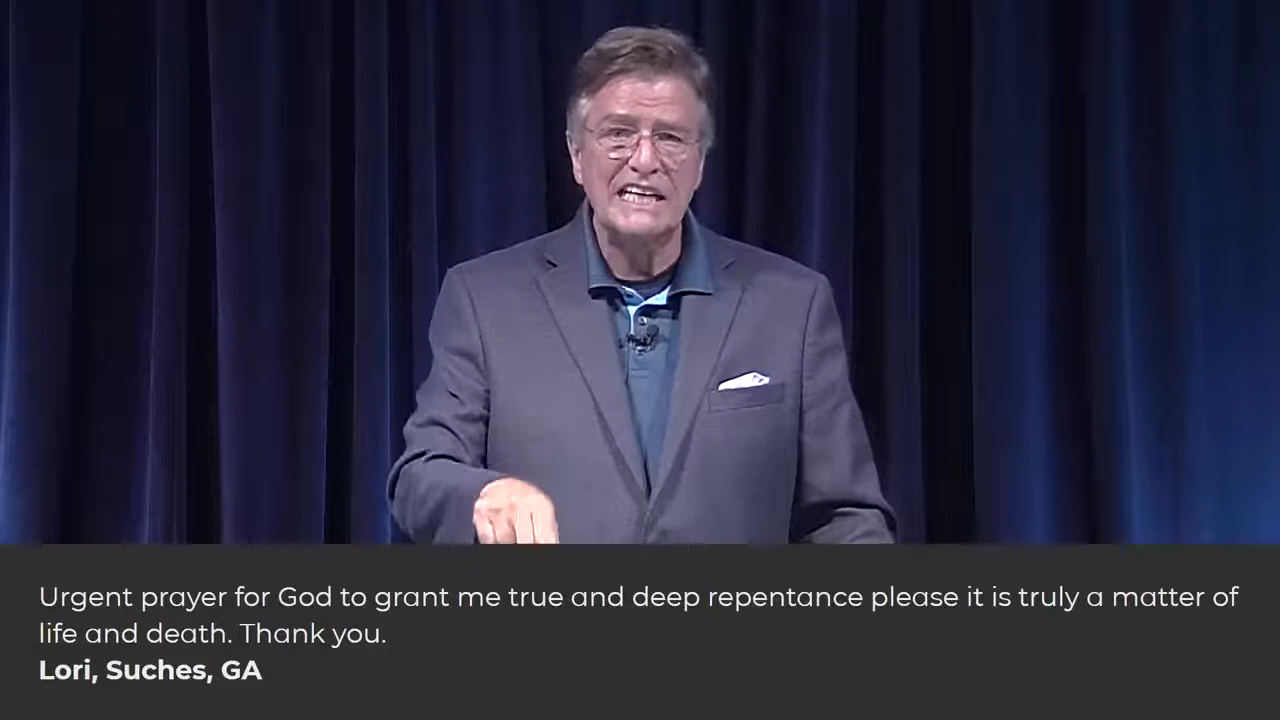 Urgent prayer for God to grant me true and deep repentance please it is truly a matter of
life and death. Thank you.
Lori, Suches, GA